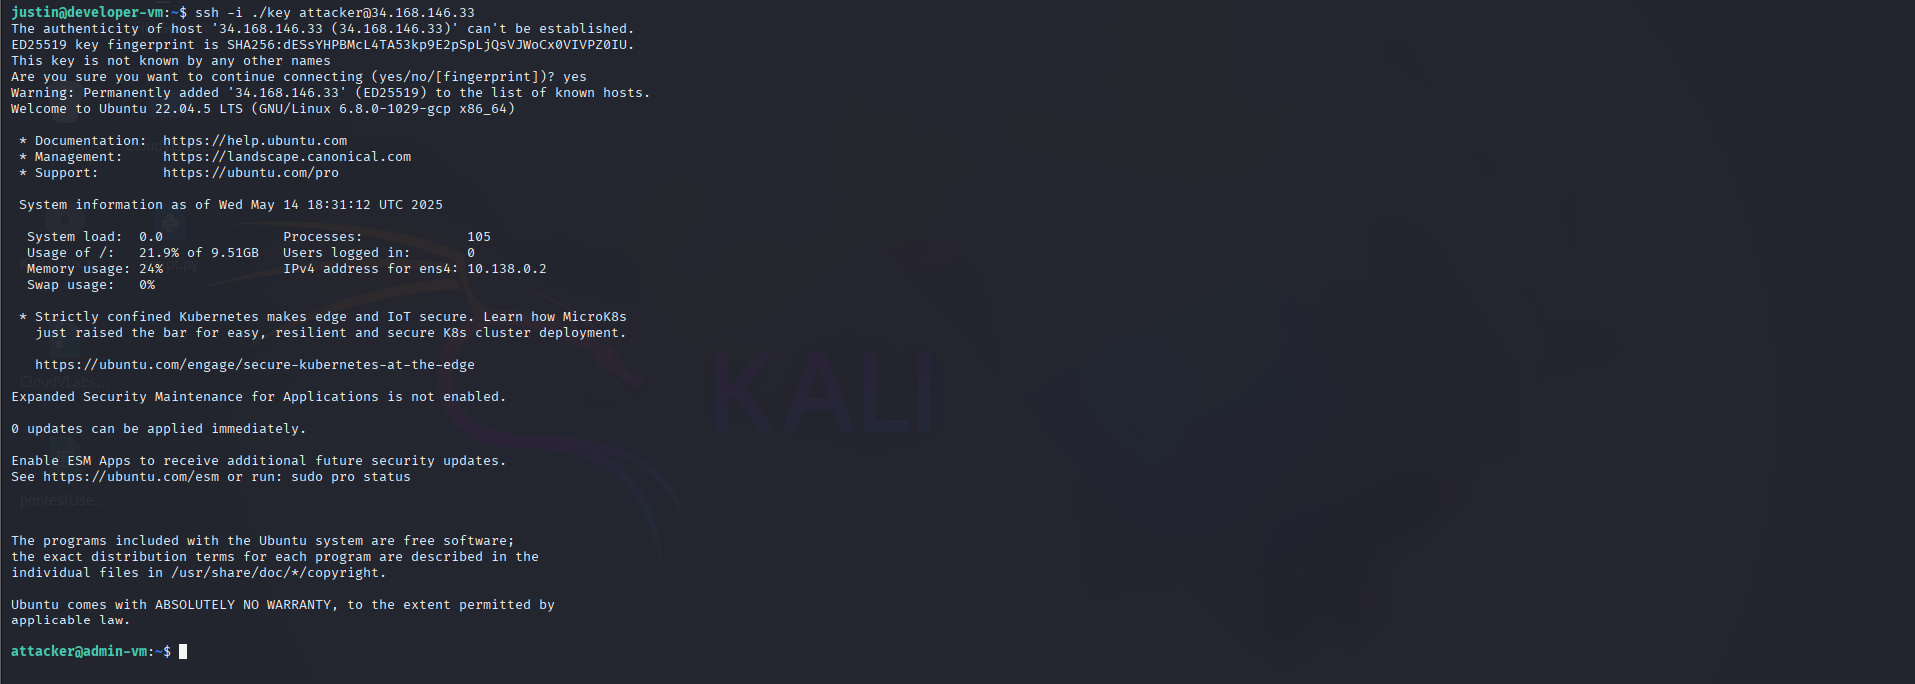 justin@developer-vm:~$ ssh -i ./key attacker@34.168.146.33
The authenticity of host '34.168.146.33 (34.168.146.33)' can't be established.
ED25519 key fingerprint is SHA256:dESsYHPBMcL4TA53kp9E2pSpLjQsVJWoCx0VIVPZ0IU.
This key is not known by any other names
Are you sure you want to continue connecting (yes/no/[fingerprint])? yes
Warning: Permanently added '34.168.146.33' (ED25519) to the list of known hosts.
Welcome to Ubuntu 22.04.5 LTS (GNU/Linux 6.8.0-1029-gcp x86_64)
* Documentation:  https://help.ubuntu.com
* Management:     https://landscape.canonical.com
* Support:        https://ubuntu.com/pro
System information as of Wed May 14 18:31:12 UTC 2025
System load:  0.0               Processes:             105
Usage of /:   21.9% of 9.51GB   Users logged in:       0
Memory usage: 24%               IPv4 address for ens4: 10.138.0.2
Swap usage:   0%
* Strictly confined Kubernetes makes edge and IoT secure. Learn how MicroK8s
just raised the bar for easy, resilient and secure K8s cluster deployment.
https://ubuntu.com/engage/secure-kubernetes-at-the-edge
KALI
CloudVLabs...
Expanded Security Maintenance for Applications is not enabled.
0 updates can be applied immediately.
Enable ESM Apps to receive additional future security updates.
See https://ubuntu.com/esm or run: sudo pro status
pentestUse...
The programs included with the Ubuntu system are free software;
the exact distribution terms for each program are described in the
individual files in /usr/share/doc/*/copyright.
Ubuntu comes with ABSOLUTELY NO WARRANTY, to the extent permitted by
applicable law.
attacker@admin-vm:~$